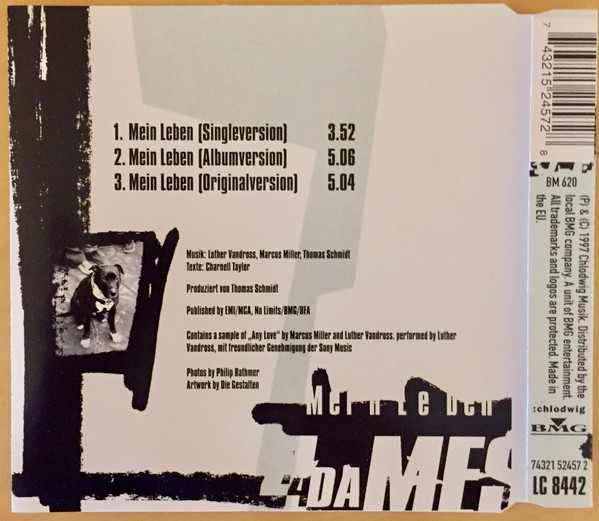 1. Mein Leben (Singleversion) 3.52
2. Mein Leben (Albumversion) 5.06
3. Mein Leben (Originalversion) 5.04
Musik: Luther Vandross, Marcus Miller, Thomas Schmidt
Texte: Charnell Taylor
Produziert von Thomas Schmidt
Published by EMI/MCA, No Limits/BMG/UFA
Contains a sample of „Any Love" by Marcus Miller and Luther Vandross, performed by Luther
Vandross, mit freundlicher Genehmigung der Sony Music
Photos by Philip Rathmer
Artwork by Die Gestalten
Mein Leben
DA MES
7 43215 24572 8
BM 620
(P) & (C) 1997 Chlodwig Musik. Distributed by the
local BMG company. A unit of BMG entertainment.
All trademarks and logos are protected. Made in
the EU.
:chlodwig
BMG
74321 52457 2
LC 8442